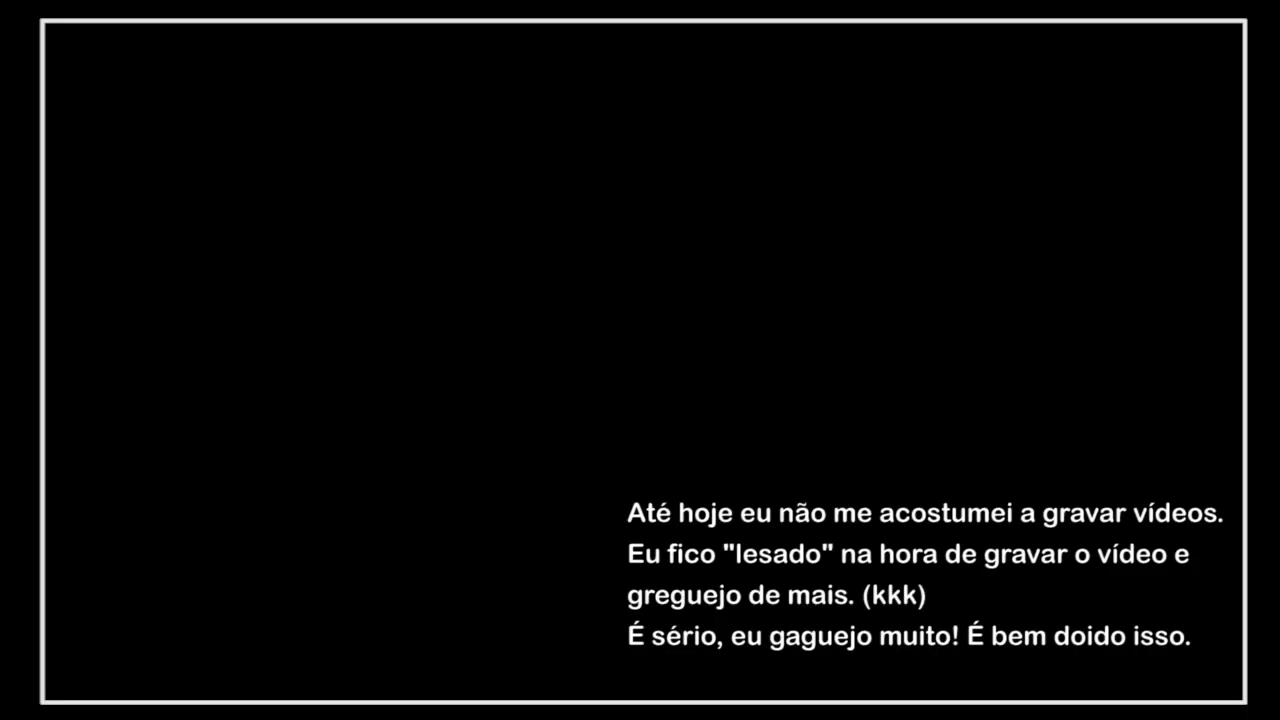 Até hoje eu não me acostumei a gravar vídeos.
Eu fico "lesado" na hora de gravar o vídeo e
greguejo de mais. (kkk)
É sério, eu gaguejo muito! É bem doido isso.